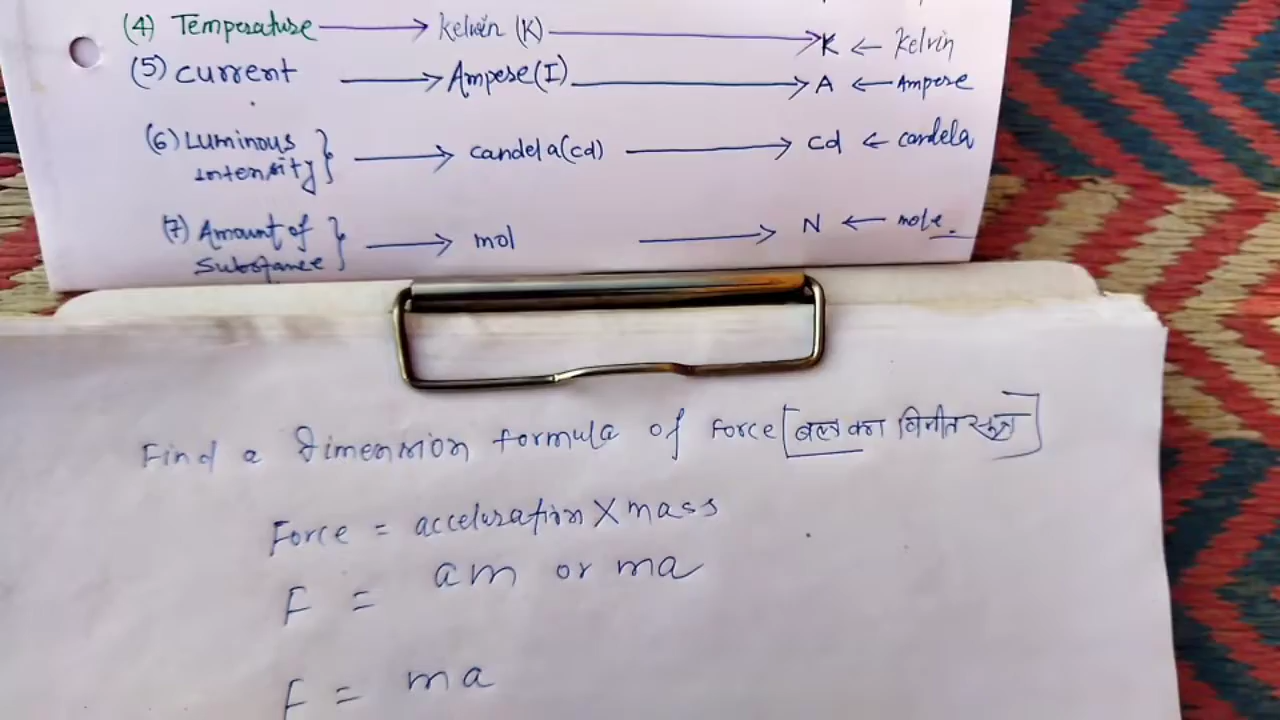 (4) Temperature → Kelvin (K) → K ← Kelvin
(5) current → Ampere(I) → A ← Ampere
(6) Luminous
intensity } → candela(cd) → cd ← candela
(7) Amount of
Substance } → mol → N ← mole.
Find a dimension formula of force [बल का विमीत सूत्र]
Force = acceleration X mass
F = am or ma
F = ma